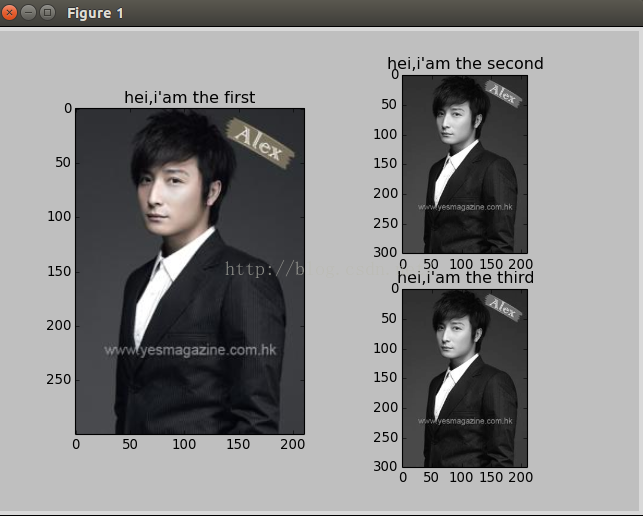 Figure 1
hei,i'am the first
0
50
100
150
200
250
0 50 100 150 200
Alex
www.yesmagazine.com.hk
hei,i'am the second
0
50
100
150
200
250
300
0 50 100 150 200
Alex
www.yesmagazine.com.hk
hei,i'am the third
0
50
100
150
200
250
300
0 50 100 150 200
Alex
www.yesmagazine.com.hk